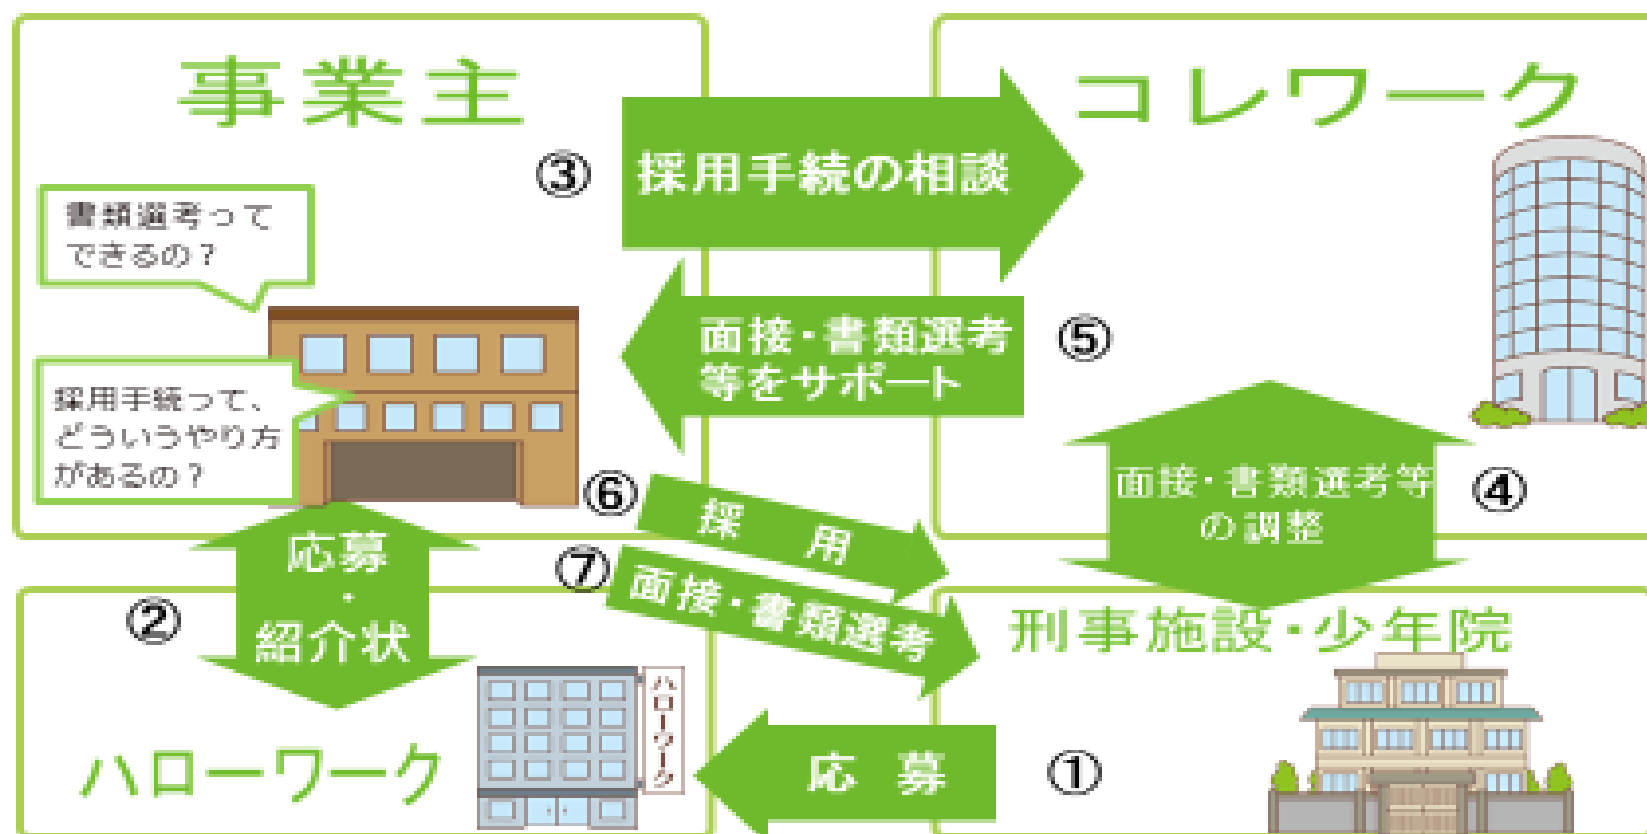 事業主
コレワーク
③
採用手続の相談
書類選考って
できるの？
面接・書類選考
等をサポート
⑤
採用手続って、
どういうやり方
があるの？
⑥
採 用
面接・書類選考等
の調整
④
応募
・
紹介状
②
⑦
面接・書類選考
刑事施設・少年院
ハローワーク
ハローワーク
応 募
①